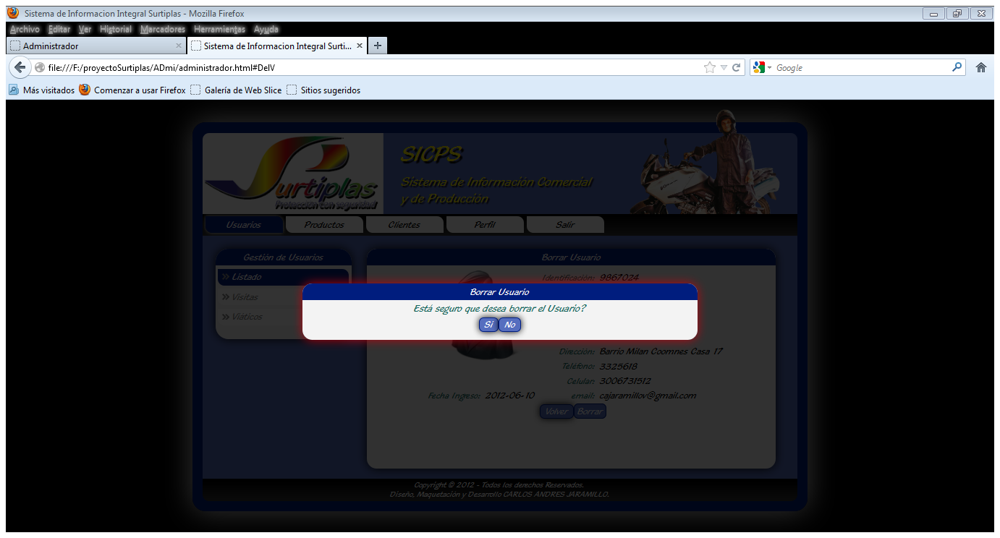 Sistema de Informacion Integral Surtiplas - Mozilla Firefox
Archivo Editar Ver Historial Marcadores Herramientas Ayuda
Administrador
Sistema de Informacion Integral Surti...
file:///F:/proyectoSurtiplas/ADmi/administrador.html#DelV
Google
Más visitados Comenzar a usar Firefox Galería de Web Slice Sitios sugeridos
urtiplas
Protección con seguridad
SICPS
Sistema de Información Comercial
y de Producción
Usuarios Productos Clientes Perfil Salir
Gestión de Usuarios
» Listado
» Visitas
» Viáticos
Borrar Usuario
Identificación: 9867024
Borrar Usuario
Está seguro que desea borrar el Usuario?
Si No
Dirección: Barrio Milan Coomnes Casa 17
Teléfono: 3325618
Celular: 3006731512
Fecha Ingreso: 2012-06-10 email: cajaramillov@gmail.com
Volver Borrar
Copyright © 2012 - Todos los derechos Reservados.
Diseño, Maquetación y Desarrollo CARLOS ANDRES JARAMILLO.